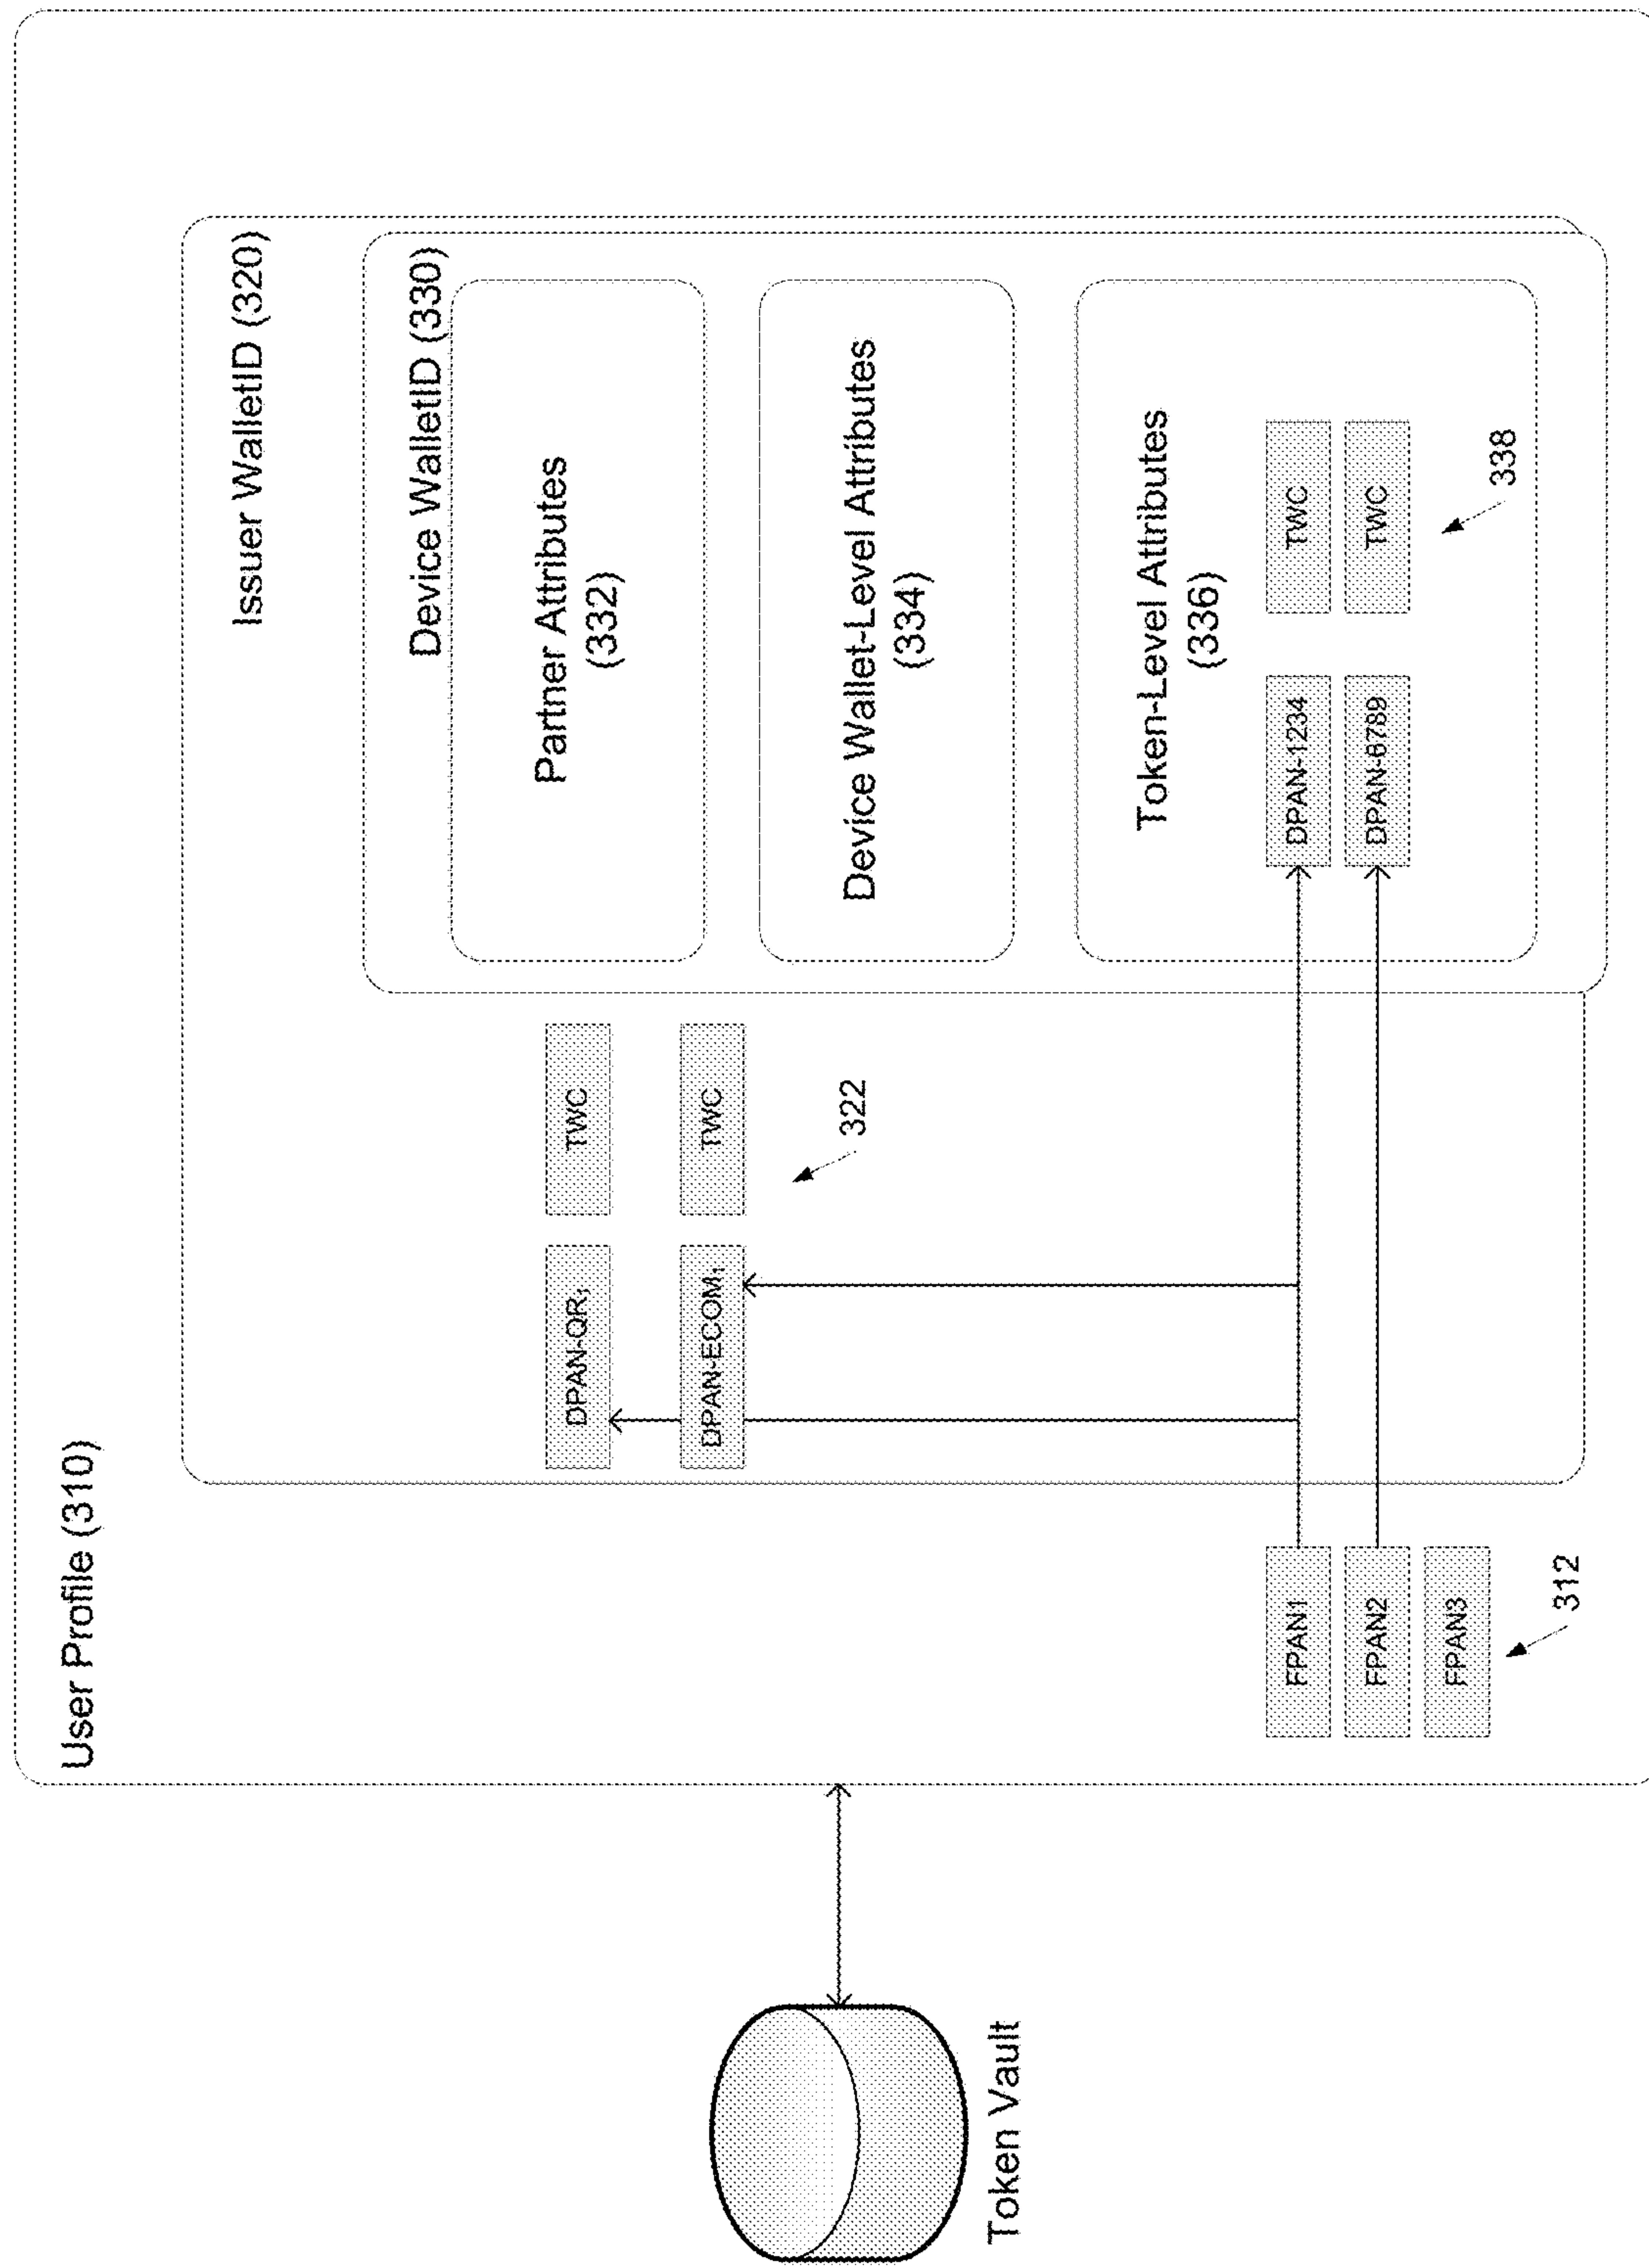 User Profile (310)
Issuer WalletID (320)
Device WalletID (330)
Partner Attributes
(332)
DPAN-QR₁
TWC
DPAN-ECOM₁
TWC
322
Device Wallet-Level Attributes
(334)
Token-Level Attributes
(336)
FPAN1
DPAN-1234
TWC
FPAN2
DPAN-6789
TWC
FPAN3
338
312
Token Vault